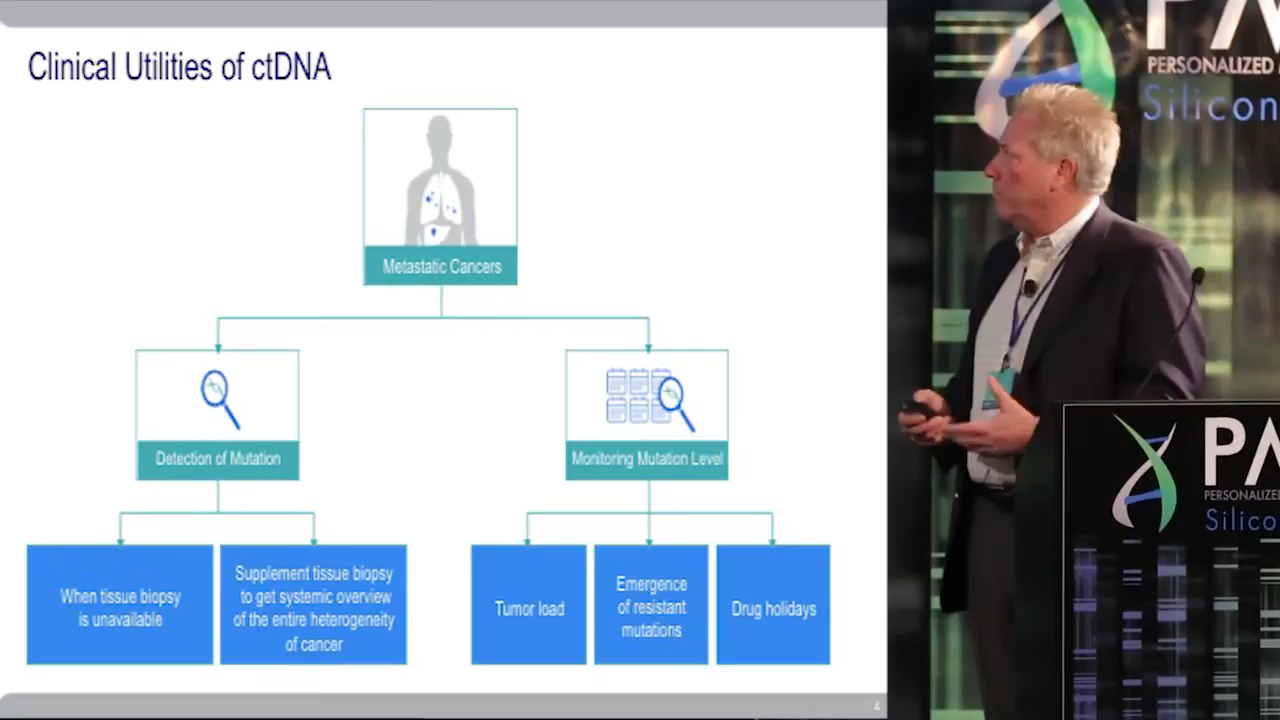 Clinical Utilities of ctDNA
Metastatic Cancers
Detection of Mutation
Monitoring Mutation Level
When tissue biopsy
is unavailable
Supplement tissue biopsy
to get systemic overview
of the entire heterogeneity
of cancer
Tumor load
Emergence
of resistant
mutations
Drug holidays
4
PERSONALIZED
Silicon
PERSONALIZED
Silico